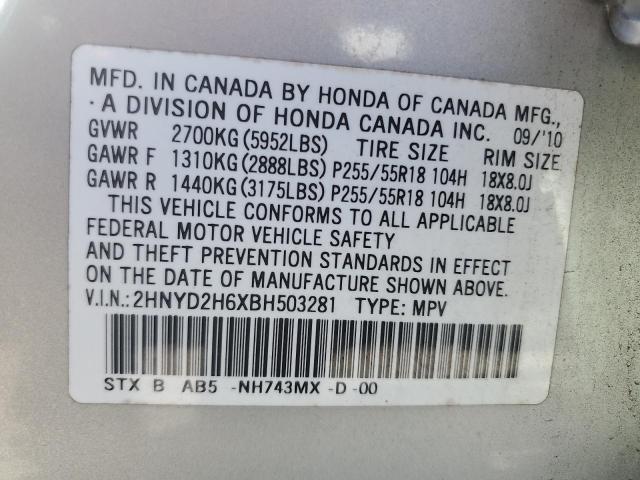 MFD. IN CANADA BY HONDA OF CANADA MFG.,
· A DIVISION OF HONDA CANADA INC. 09/'10
GVWR 2700KG(5952LBS) TIRE SIZE RIM SIZE
GAWR F 1310KG(2888LBS) P255/55R18 104H 18X8.0J
GAWR R 1440KG(3175LBS) P255/55R18 104H 18X8.0J
THIS VEHICLE CONFORMS TO ALL APPLICABLE
FEDERAL MOTOR VEHICLE SAFETY
AND THEFT PREVENTION STANDARDS IN EFFECT
ON THE DATE OF MANUFACTURE SHOWN ABOVE.
V.I.N.: 2HNYD2H6XBH503281 TYPE: MPV
STX B AB5 -NH743MX -D -00